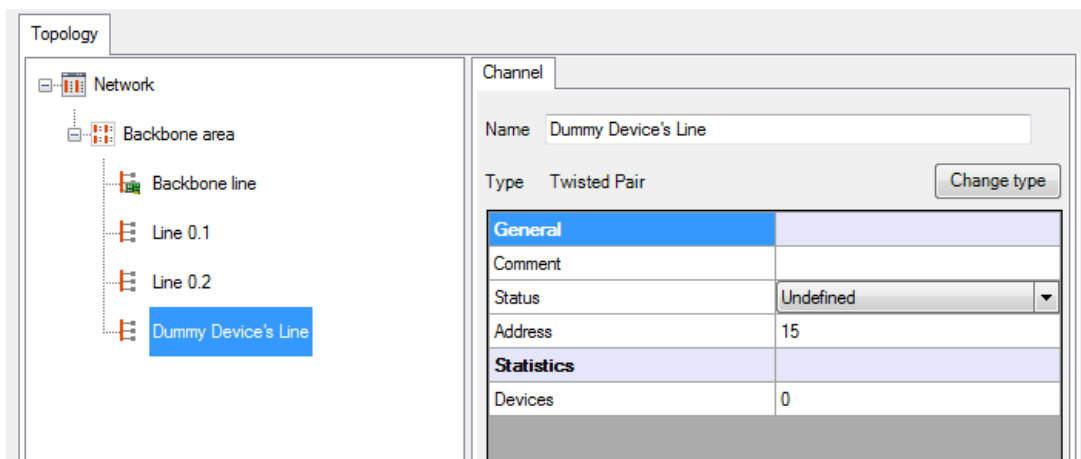 Topology
Network
Backbone area
Backbone line
Line 0.1
Line 0.2
Dummy Device's Line
Channel
Name Dummy Device's Line
Type Twisted Pair Change type
General
Comment
Status Undefined
Address 15
Statistics
Devices 0